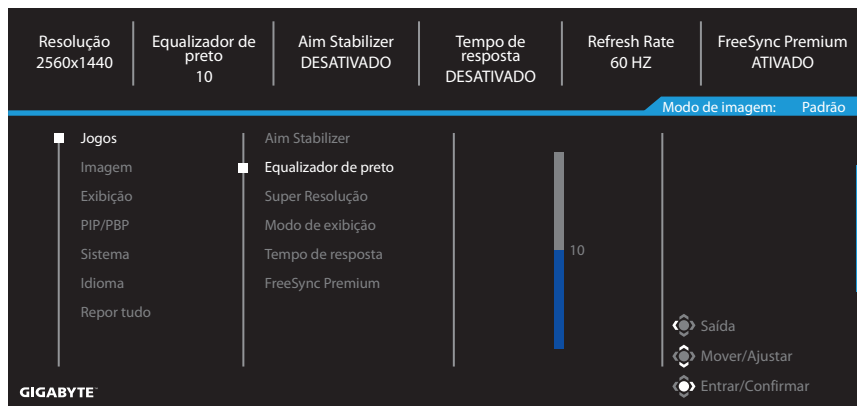 Resolução
2560x1440
Equalizador de
preto
10
Aim Stabilizer
DESATIVADO
Tempo de
resposta
DESATIVADO
Refresh Rate
60 HZ
FreeSync Premium
ATIVADO
Modo de imagem: Padrão
Jogos
Imagem
Exibição
PIP/PBP
Sistema
Idioma
Repor tudo
Aim Stabilizer
Equalizador de preto
Super Resolução
Modo de exibição
Tempo de resposta
FreeSync Premium
10
Saída
Mover/Ajustar
Entrar/Confirmar
GIGABYTE™